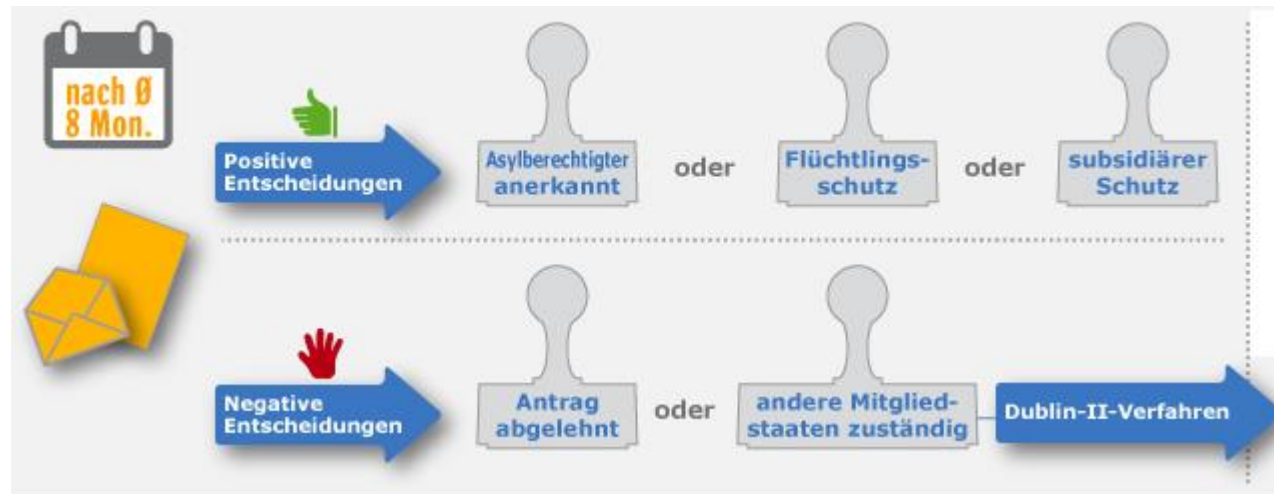 nach Ø
8 Mon.
Positive
Entscheidungen
Asylberechtigter
anerkannt
oder
Flüchtlings-
schutz
oder
subsidiärer
Schutz
Negative
Entscheidungen
Antrag
abgelehnt
oder
andere Mitglied-
staaten zuständig
Dublin-II-Verfahren